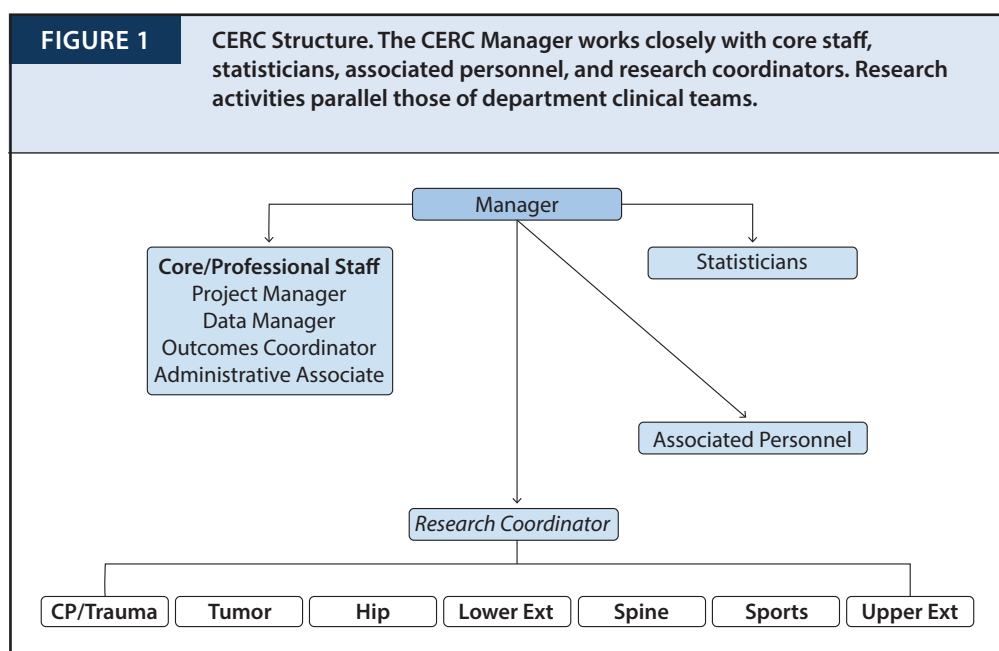 FIGURE 1
CERC Structure. The CERC Manager works closely with core staff,
statisticians, associated personnel, and research coordinators. Research
activities parallel those of department clinical teams.
Manager
Core/Professional Staff
Project Manager
Data Manager
Outcomes Coordinator
Administrative Associate
Statisticians
Associated Personnel
Research Coordinator
CP/Trauma
Tumor
Hip
Lower Ext
Spine
Sports
Upper Ext